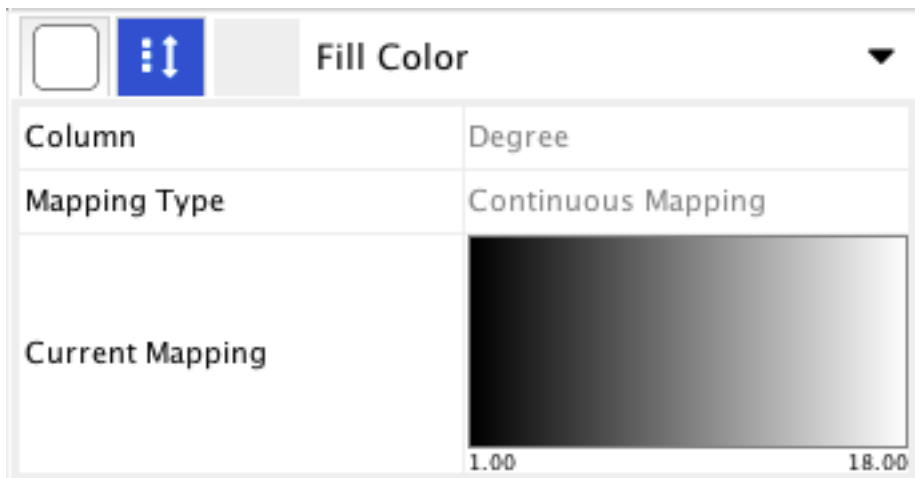 Fill Color
Column Degree
Mapping Type Continuous Mapping
Current Mapping
1.00 18.00